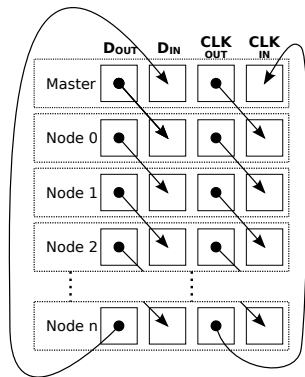 DOUT DIN CLK OUT CLK IN
Master
Node 0
Node 1
Node 2
Node n